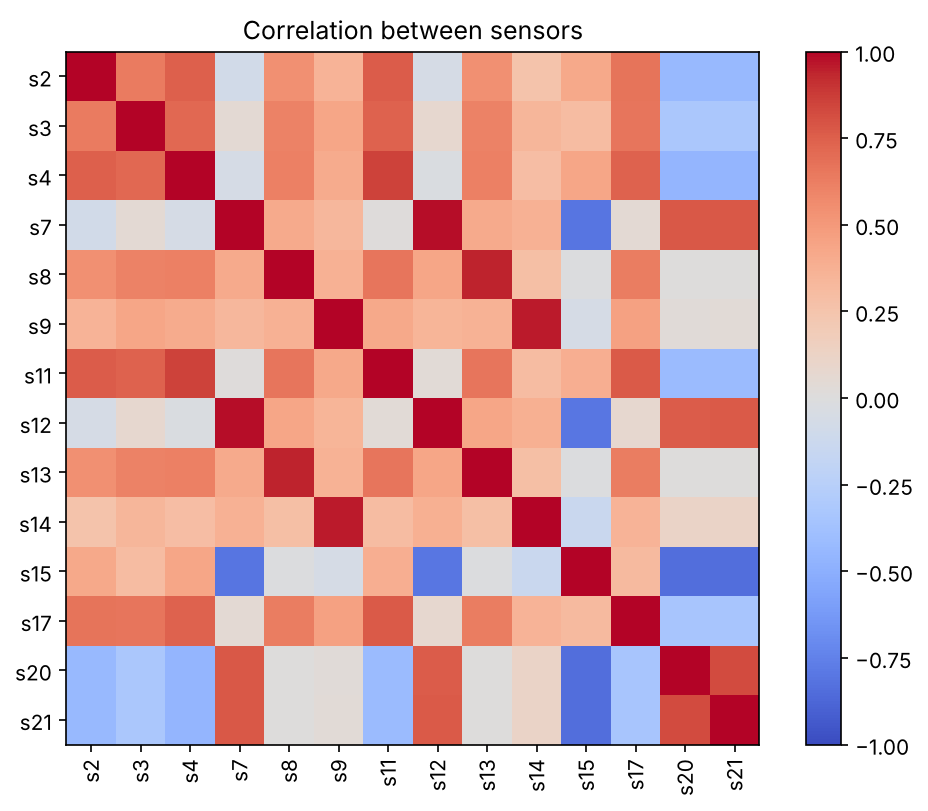 Correlation between sensors
s2
s3
s4
s7
s8
s9
s11
s12
s13
s14
s15
s17
s20
s21
s2
s3
s4
s7
s8
s9
s11
s12
s13
s14
s15
s17
s20
s21
1.00
0.75
0.50
0.25
0.00
−0.25
−0.50
−0.75
−1.00